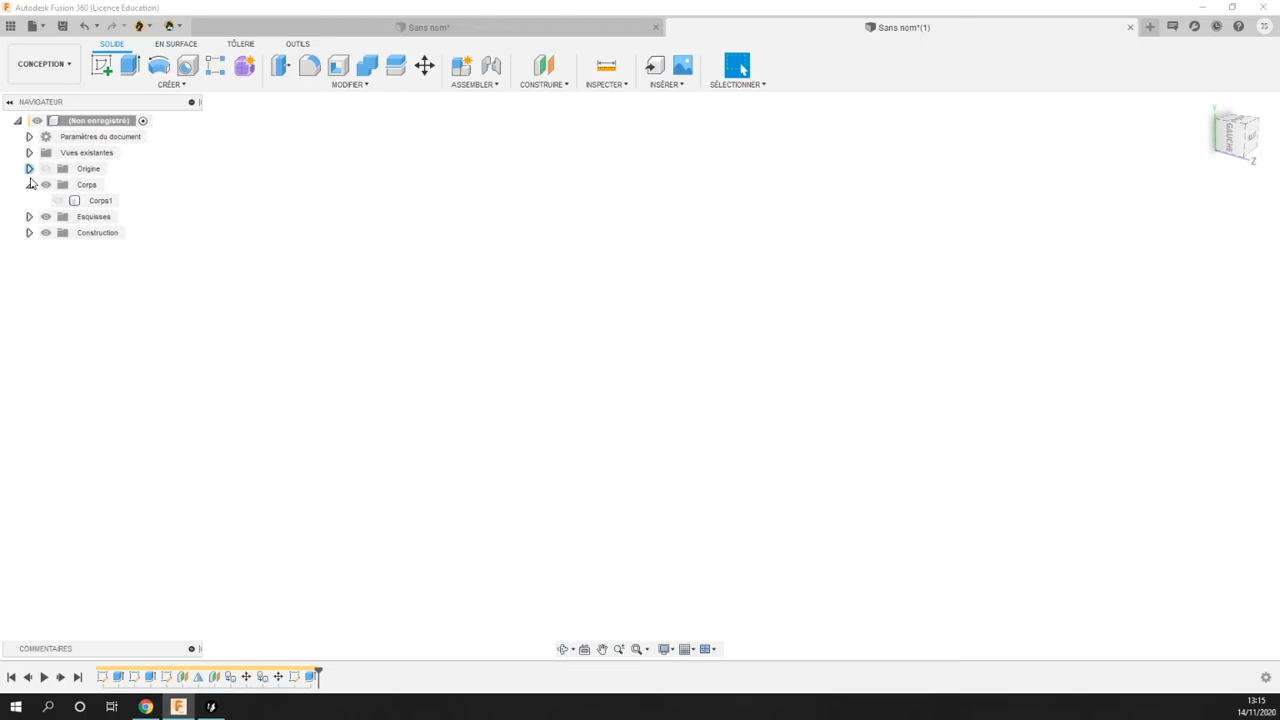 Autodesk Fusion 360 (Licence Education)
Sans nom*
Sans nom*(1)
JS
CONCEPTION
SOLIDE
EN SURFACE
TÔLERIE
OUTILS
CRÉER
MODIFIER
ASSEMBLER
CONSTRUIRE
INSPECTER
INSÉRER
SÉLECTIONNER
NAVIGATEUR
(Non enregistré)
Paramètres du document
Vues existantes
Origine
Corps
Corps1
Esquisses
Construction
Y
GAUCHE
Z
COMMENTAIRES
13:15
14/11/2020